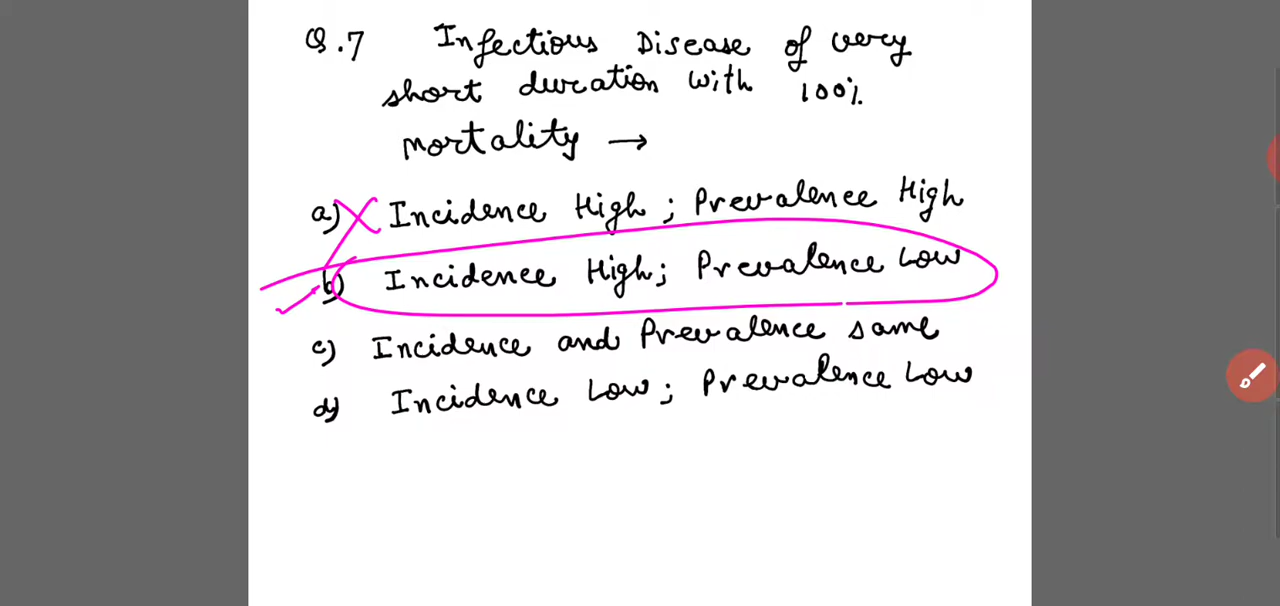 Q.7 Infectious Disease of very
short duration with 100%
mortality →
a) Incidence High; Prevalence High
b) Incidence High; Prevalence Low
c) Incidence and Prevalence same
d) Incidence Low; Prevalence Low